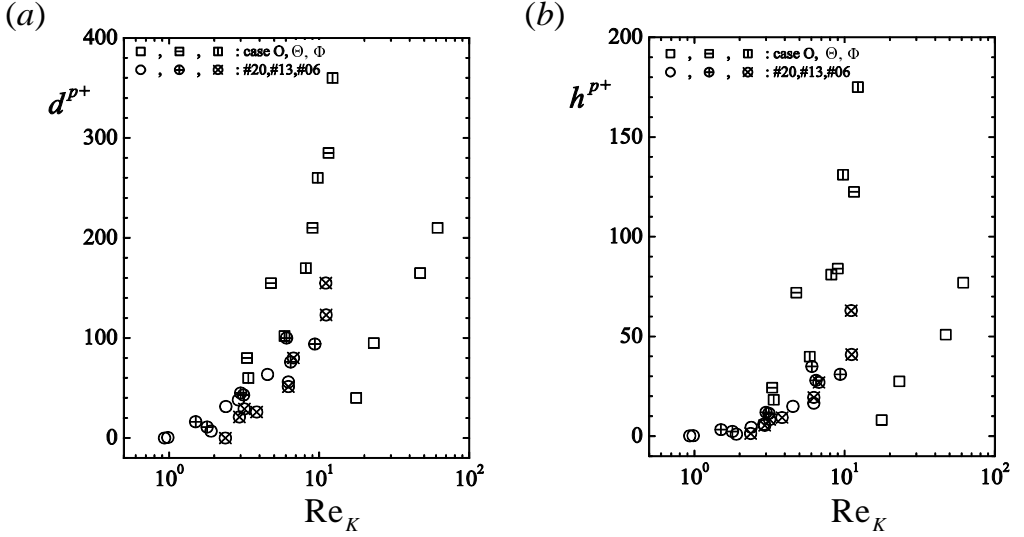 (a)
(b)
□, ⊟, ◫ : case O, Θ, Φ
○, ⊕, ⊗ : #20,#13,#06
d^{p+}
400
300
200
100
0
10^0
10^1
10^2
Re_K
□, ⊟, ◫ : case O, Θ, Φ
○, ⊕, ⊗ : #20,#13,#06
h^{p+}
200
150
100
50
0
10^0
10^1
10^2
Re_K